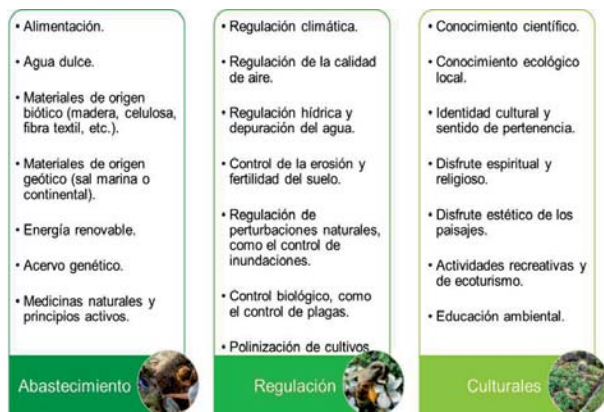 • Alimentación.
• Agua dulce.
• Materiales de origen
biótico (madera, celulosa,
fibra textil, etc.).
• Materiales de origen
geótico (sal marina o
continental).
• Energía renovable.
• Acervo genético.
• Medicinas naturales y
principios activos.
Abastecimiento
• Regulación climática.
• Regulación de la calidad
de aire.
• Regulación hídrica y
depuración del agua.
• Control de la erosión y
fertilidad del suelo.
• Regulación de
perturbaciones naturales,
como el control de
inundaciones.
• Control biológico, como
el control de plagas.
• Polinización de cultivos
Regulación
• Conocimiento científico.
• Conocimiento ecológico
local.
• Identidad cultural y
sentido de pertenencia.
• Disfrute espiritual y
religioso.
• Disfrute estético de los
paisajes.
• Actividades recreativas y
de ecoturismo.
• Educación ambiental.
Culturales